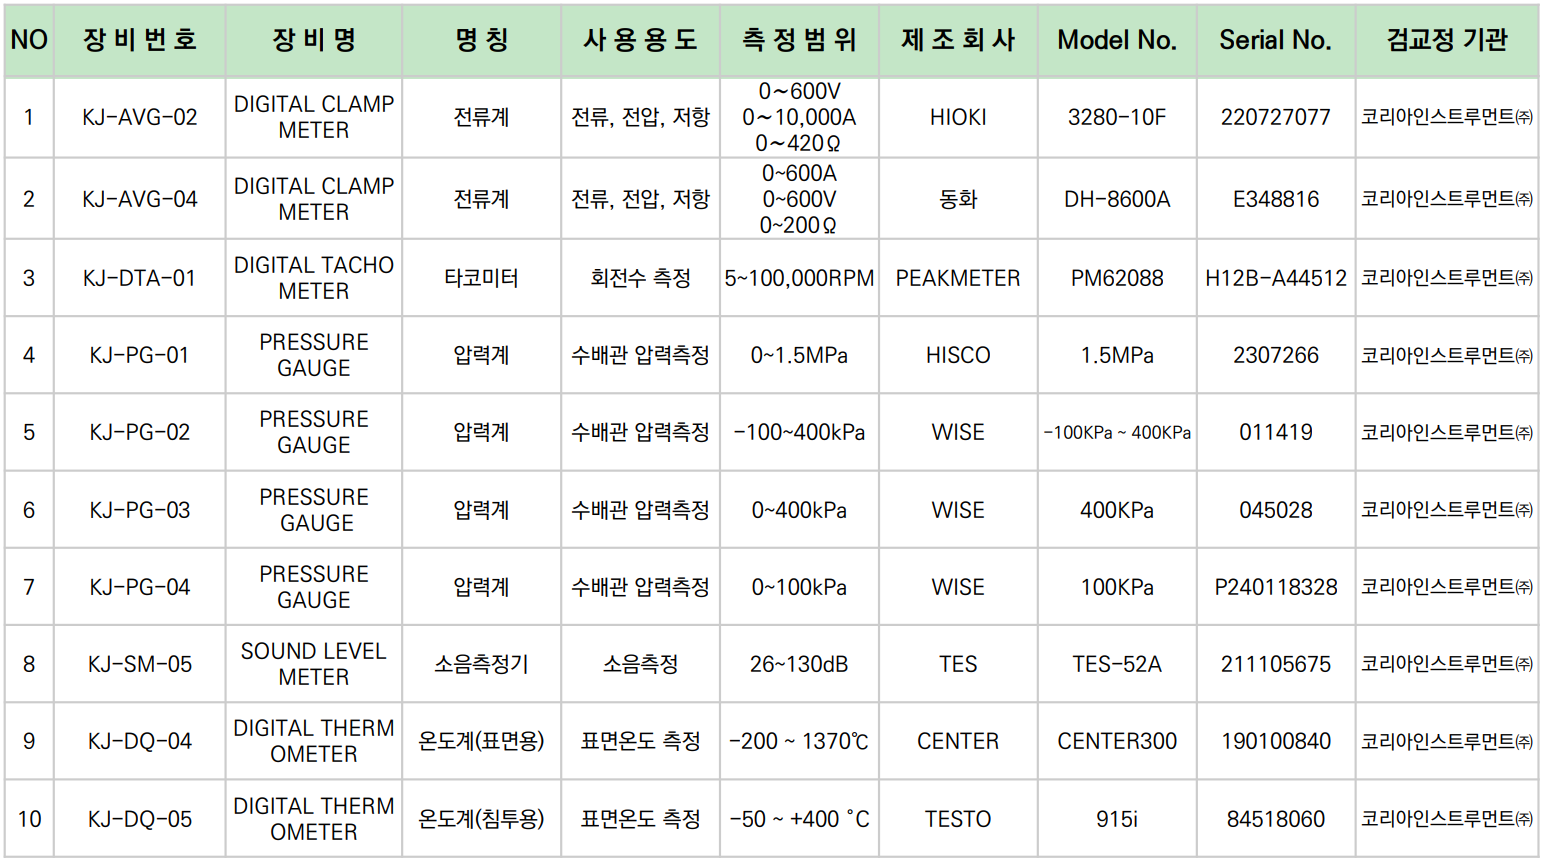 NO 장 비 번 호 장 비 명 명 칭 사 용 용 도 측 정 범 위 제 조 회 사 Model No. Serial No. 검교정 기관
1 KJ-AVG-02 DIGITAL CLAMP METER 전류계 전류, 전압, 저항 0~600V 0~10,000A 0~420Ω HIOKI 3280-10F 220727077 코리아인스트루먼트㈜
2 KJ-AVG-04 DIGITAL CLAMP METER 전류계 전류, 전압, 저항 0~600A 0~600V 0~200Ω 동화 DH-8600A E348816 코리아인스트루먼트㈜
3 KJ-DTA-01 DIGITAL TACHO METER 타코미터 회전수 측정 5~100,000RPM PEAKMETER PM62088 H12B-A44512 코리아인스트루먼트㈜
4 KJ-PG-01 PRESSURE GAUGE 압력계 수배관 압력측정 0~1.5MPa HISCO 1.5MPa 2307266 코리아인스트루먼트㈜
5 KJ-PG-02 PRESSURE GAUGE 압력계 수배관 압력측정 -100~400kPa WISE -100KPa ~ 400KPa 011419 코리아인스트루먼트㈜
6 KJ-PG-03 PRESSURE GAUGE 압력계 수배관 압력측정 0~400kPa WISE 400KPa 045028 코리아인스트루먼트㈜
7 KJ-PG-04 PRESSURE GAUGE 압력계 수배관 압력측정 0~100kPa WISE 100KPa P240118328 코리아인스트루먼트㈜
8 KJ-SM-05 SOUND LEVEL METER 소음측정기 소음측정 26~130dB TES TES-52A 211105675 코리아인스트루먼트㈜
9 KJ-DQ-04 DIGITAL THERM OMETER 온도계(표면용) 표면온도 측정 -200 ~ 1370℃ CENTER CENTER300 190100840 코리아인스트루먼트㈜
10 KJ-DQ-05 DIGITAL THERM OMETER 온도계(침투용) 표면온도 측정 -50 ~ +400 °C TESTO 915i 84518060 코리아인스트루먼트㈜